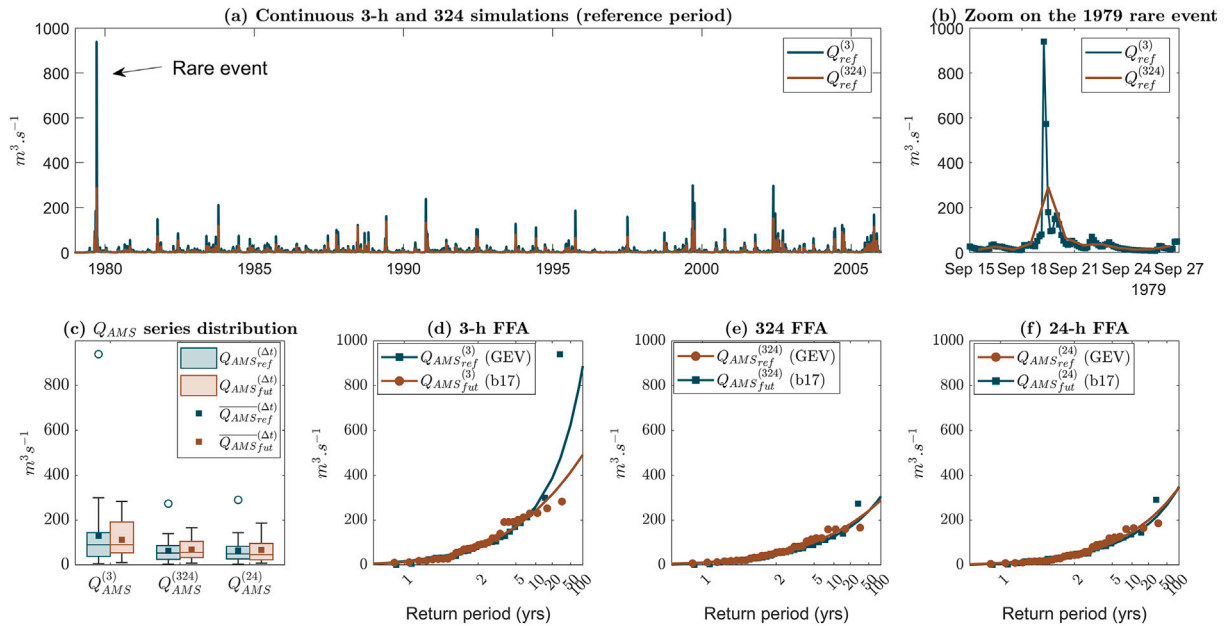 (a) Continuous 3-h and 324 simulations (reference period)
1000
800
600
400
200
0
m³.s⁻¹
Rare event
Q_ref^(3)
Q_ref^(324)
1980
1985
1990
1995
2000
2005
(b) Zoom on the 1979 rare event
1000
800
600
400
200
0
m³.s⁻¹
Q_ref^(3)
Q_ref^(324)
Sep 15
Sep 18
Sep 21
Sep 24
Sep 27
1979
(c) Q_AMS series distribution
800
600
400
200
0
m³s⁻¹
Q_AMS_ref^(Δt)
Q_AMS_fut^(Δt)
Q_AMS_ref^(Δt)
Q_AMS_fut^(Δt)
Q_AMS^(3)
Q_AMS^(324)
Q_AMS^(24)
(d) 3-h FFA
1000
800
600
400
200
0
m³.s⁻¹
Q_AMS_ref^(3) (GEV)
Q_AMS_fut^(3) (b17)
1
2
5
10
20
50
100
Return period (yrs)
(e) 324 FFA
1000
800
600
400
200
0
m³.s⁻¹
Q_AMS_ref^(324) (GEV)
Q_AMS_fut^(324) (b17)
1
2
5
10
20
50
100
Return period (yrs)
(f) 24-h FFA
1000
800
600
400
200
0
m³.s⁻¹
Q_AMS_ref^(24) (GEV)
Q_AMS_fut^(24) (b17)
1
2
5
10
20
50
100
Return period (yrs)